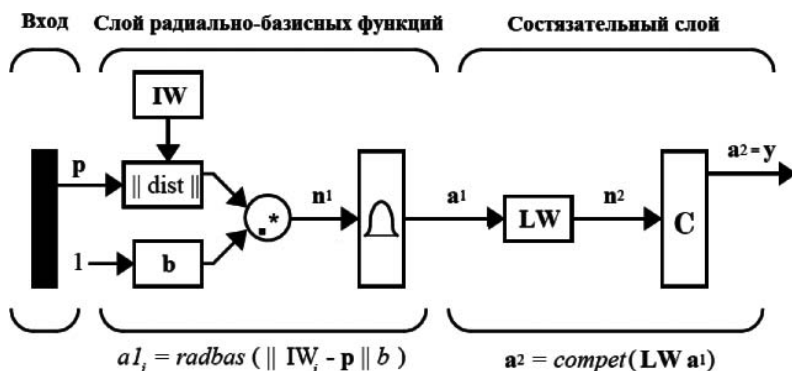 Вход
Слой радиально-базисных функций
Состязательный слой
IW
p
|| dist ||
.*
n1
a1
LW
n2
C
a2 = y
1
b
a1i = radbas ( || IWi - p || b )
a2 = compet(LW a1)